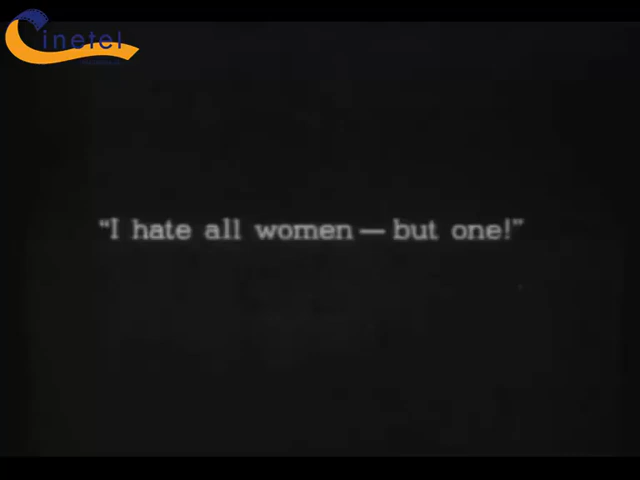 Cinetel
“I hate all women — but one!”